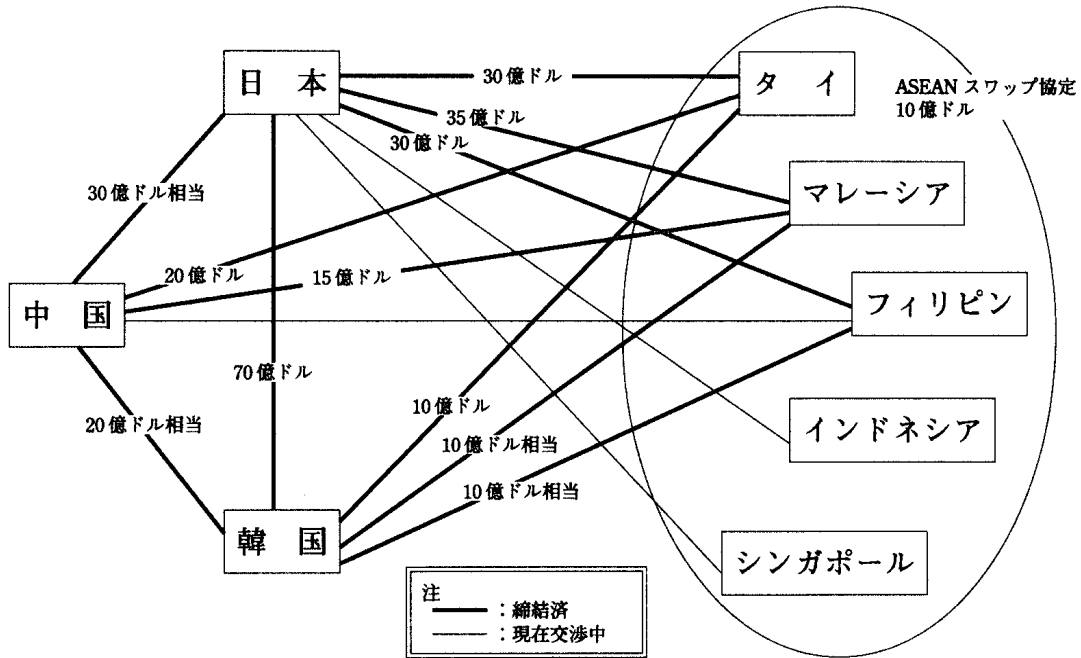 日　本
30億ドル
タ　イ
ASEAN スワップ協定
10億ドル
35億ドル
30億ドル
30億ドル相当
マレーシア
20億ドル
15億ドル
中　国
フィリピン
70億ドル
20億ドル相当
10億ドル
インドネシア
10億ドル相当
10億ドル相当
韓　国
シンガポール
注
：締結済
：現在交渉中